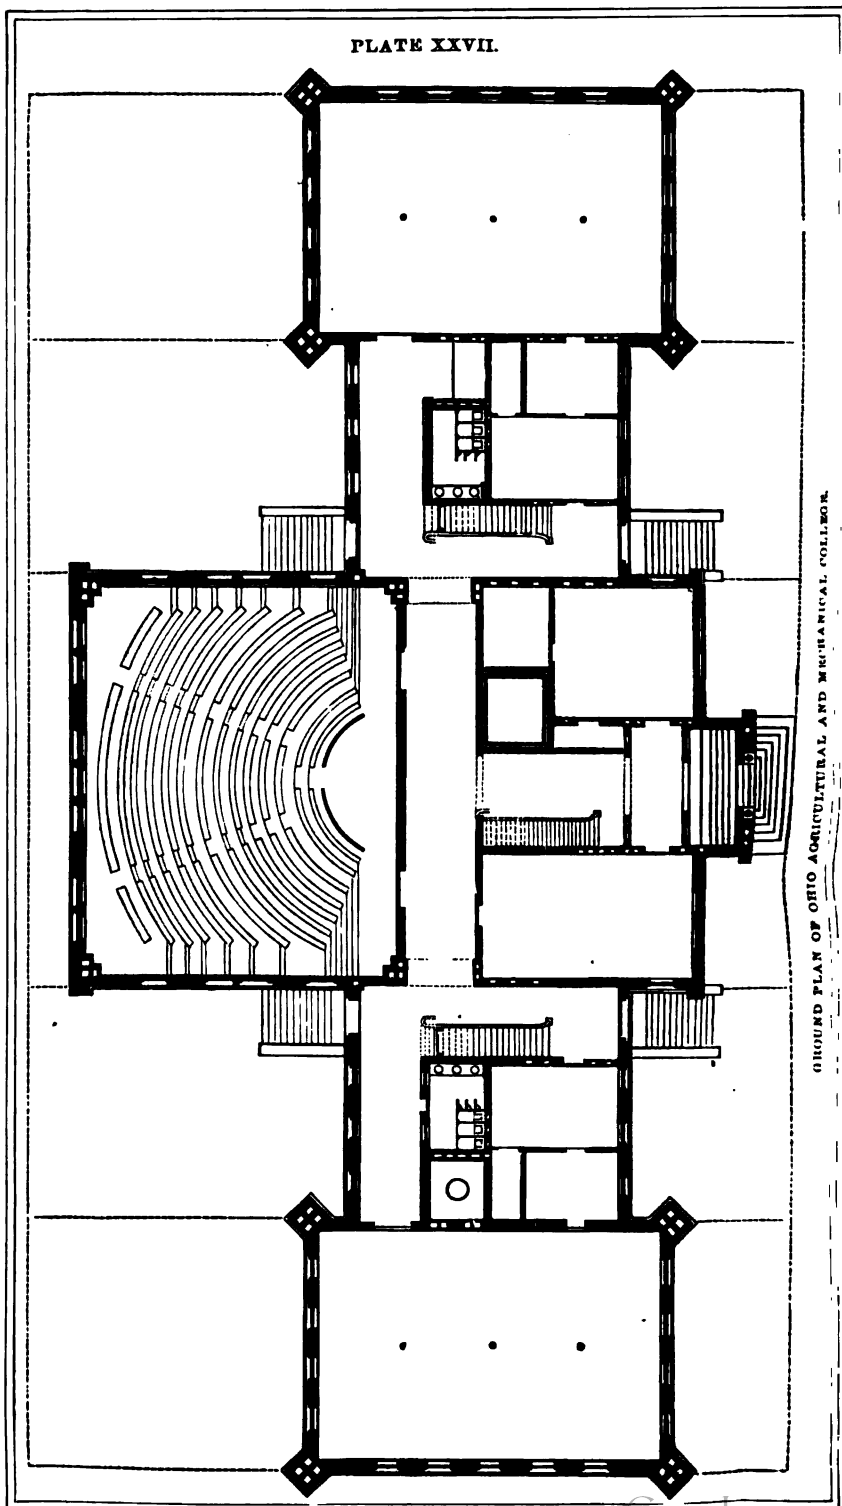 PLATE XXVII.
GROUND PLAN OF OHIO AGRICULTURAL AND MECHANICAL COLLEGE.